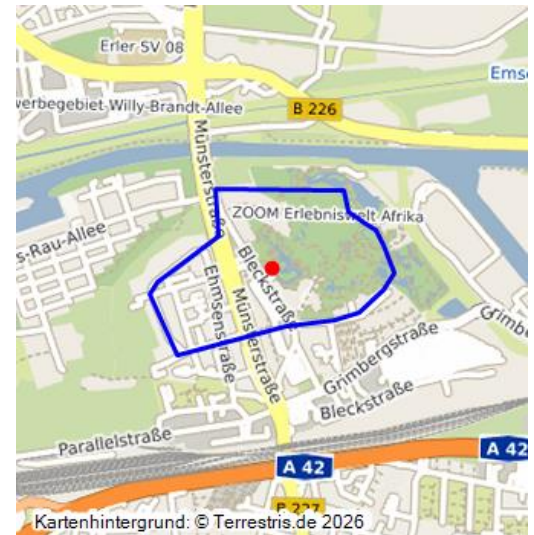 Erler SV 08
Ems
werbegebiet-Willy-Brandt-Allee
B 226
Münsterstraße
ZOOM Erlebniswelt Afrika
s-Rau-Allee
Bleckstraße
Ehmsenstraße
Münsterstraße
Grimb
Grimbergstraße
Bleckstraße
Parallelstraße
A 42
A 42
B 227
Kartenhintergrund: © Terrestris.de 2026